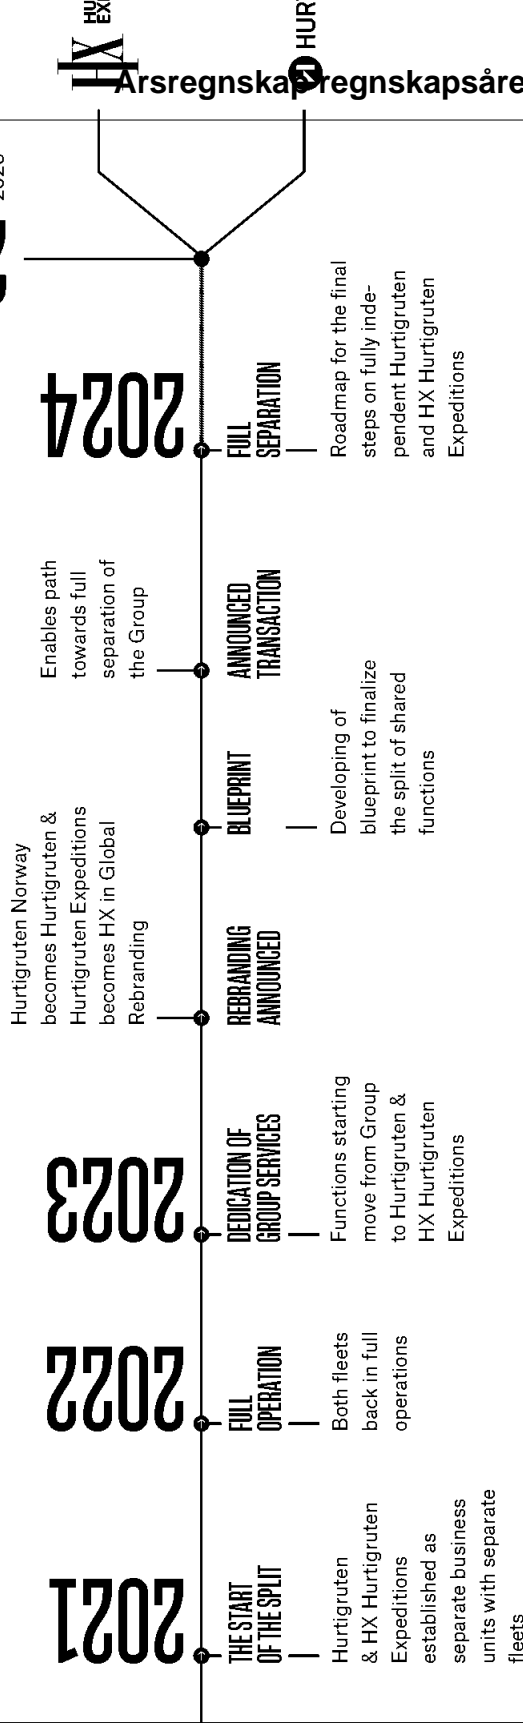 Årsregnskap regnskapsåre
HX
HURT
2021
THE START
OF THE SPLIT
Hurtigruten
& HX Hurtigruten
Expeditions
established as
separate business
units with separate
fleets
2022
FULL
OPERATION
Both fleets
back in full
operations
2023
DEDICATION OF
GROUP SERVICES
Functions starting
move from Group
to Hurtigruten &
HX Hurtigruten
Expeditions
Hurtigruten Norway
becomes Hurtigruten &
Hurtigruten Expeditions
becomes HX in Global
Rebranding
REBRANDING
ANNOUNCED
BLUEPRINT
Developing of
blueprint to finalize
the split of shared
functions
Enables path
towards full
separation of
the Group
ANNOUNCED
TRANSACTION
2024
FULL
SEPARATION
Roadmap for the final
steps on fully inde-
pendent Hurtigruten
and HX Hurtigruten
Expeditions